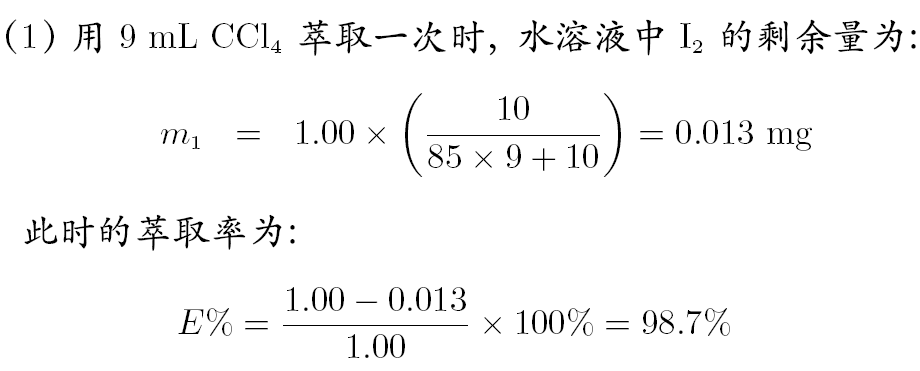 (1) 用 9 mL CCl₄ 萃取一次时, 水溶液中 I₂ 的剩余量为:
m₁ = 1.00 × (10 / (85 × 9 + 10)) = 0.013 mg
此时的萃取率为:
E% = (1.00 − 0.013) / 1.00 × 100% = 98.7%